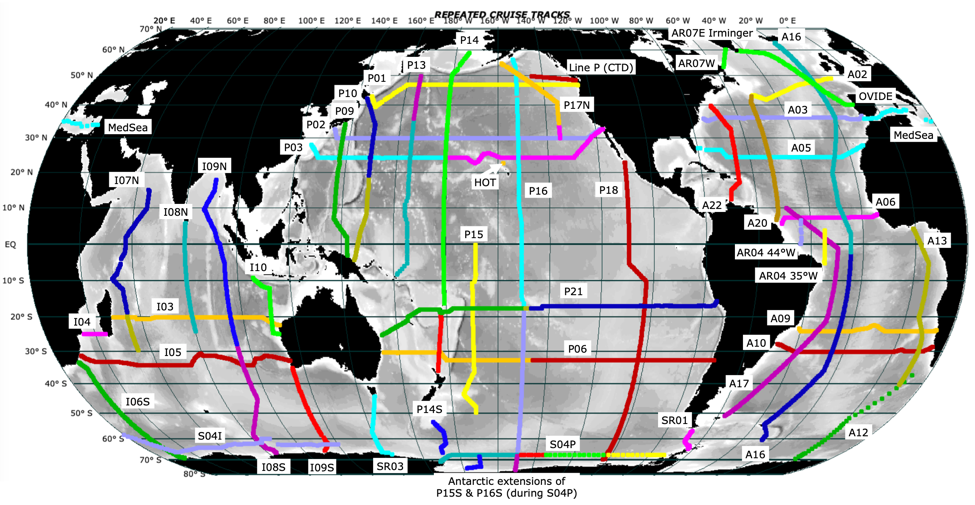 REPEATED CRUISE TRACKS
20° E 40° E 60° E 80° E 100° E 120° E 140° E 160° E 180° W 160° W 140° W 120° W 100° W 80° W 60° W 40° W 20° W 0° E
70° N
60° N
50° N
40° N
30° N
20° N
10° N
EQ
10° S
20° S
30° S
40° S
50° S
60° S
70° S
80° S
P14
AR07E Irminger
A16
P13
Line P (CTD)
AR07W
P01
A02
P10
OVIDE
P09
P17N
A03
P02
MedSea
MedSea
P03
A05
I09N
I07N
HOT
P16
P18
A22
A06
I08N
A20
P15
A13
AR04 44°W
I10
AR04 35°W
P21
I03
I04
A09
A10
I05
P06
A17
I06S
P14S
SR01
A12
S04I
S04P
A16
I08S
I09S
SR03
Antarctic extensions of
P15S & P16S (during S04P)